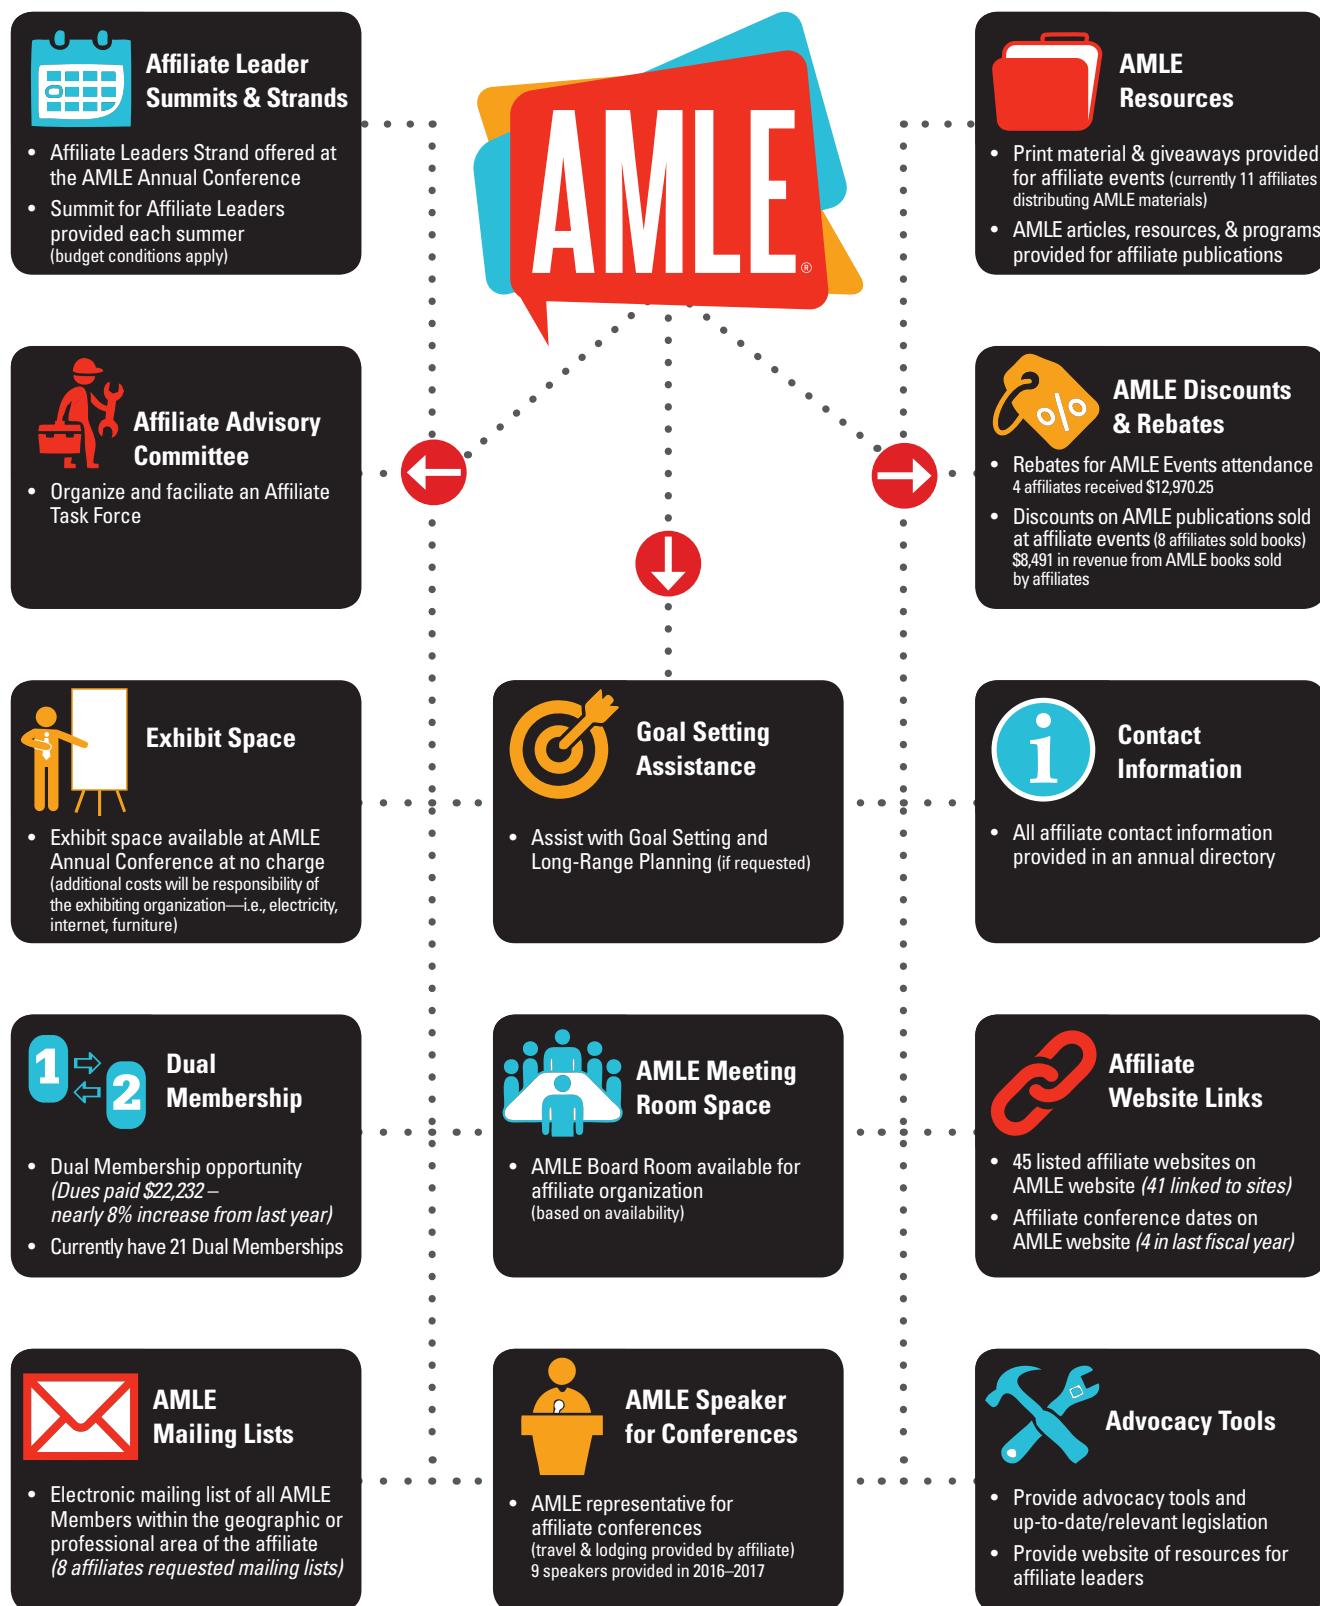 Affiliate Leader
Summits & Strands
• Affiliate Leaders Strand offered at
the AMLE Annual Conference
• Summit for Affiliate Leaders
provided each summer
(budget conditions apply)
AMLE®
AMLE
Resources
• Print material & giveaways provided
for affiliate events (currently 11 affiliates
distributing AMLE materials)
• AMLE articles, resources, & programs
provided for affiliate publications
Affiliate Advisory
Committee
• Organize and faciliate an Affiliate
Task Force
%
AMLE Discounts
& Rebates
• Rebates for AMLE Events attendance
4 affiliates received $12,970.25
• Discounts on AMLE publications sold
at affiliate events (8 affiliates sold books)
$8,491 in revenue from AMLE books sold
by affiliates
Exhibit Space
• Exhibit space available at AMLE
Annual Conference at no charge
(additional costs will be responsibility of
the exhibiting organization—i.e., electricity,
internet, furniture)
Goal Setting
Assistance
• Assist with Goal Setting and
Long-Range Planning (if requested)
i
Contact
Information
• All affiliate contact information
provided in an annual directory
1
2
Dual
Membership
• Dual Membership opportunity
(Dues paid $22,232 –
nearly 8% increase from last year)
• Currently have 21 Dual Memberships
AMLE Meeting
Room Space
• AMLE Board Room available for
affiliate organization
(based on availability)
Affiliate
Website Links
• 45 listed affiliate websites on
AMLE website (41 linked to sites)
• Affiliate conference dates on
AMLE website (4 in last fiscal year)
AMLE
Mailing Lists
• Electronic mailing list of all AMLE
Members within the geographic or
professional area of the affiliate
(8 affiliates requested mailing lists)
AMLE Speaker
for Conferences
• AMLE representative for
affiliate conferences
(travel & lodging provided by affiliate)
9 speakers provided in 2016–2017
Advocacy Tools
• Provide advocacy tools and
up-to-date/relevant legislation
• Provide website of resources for
affiliate leaders